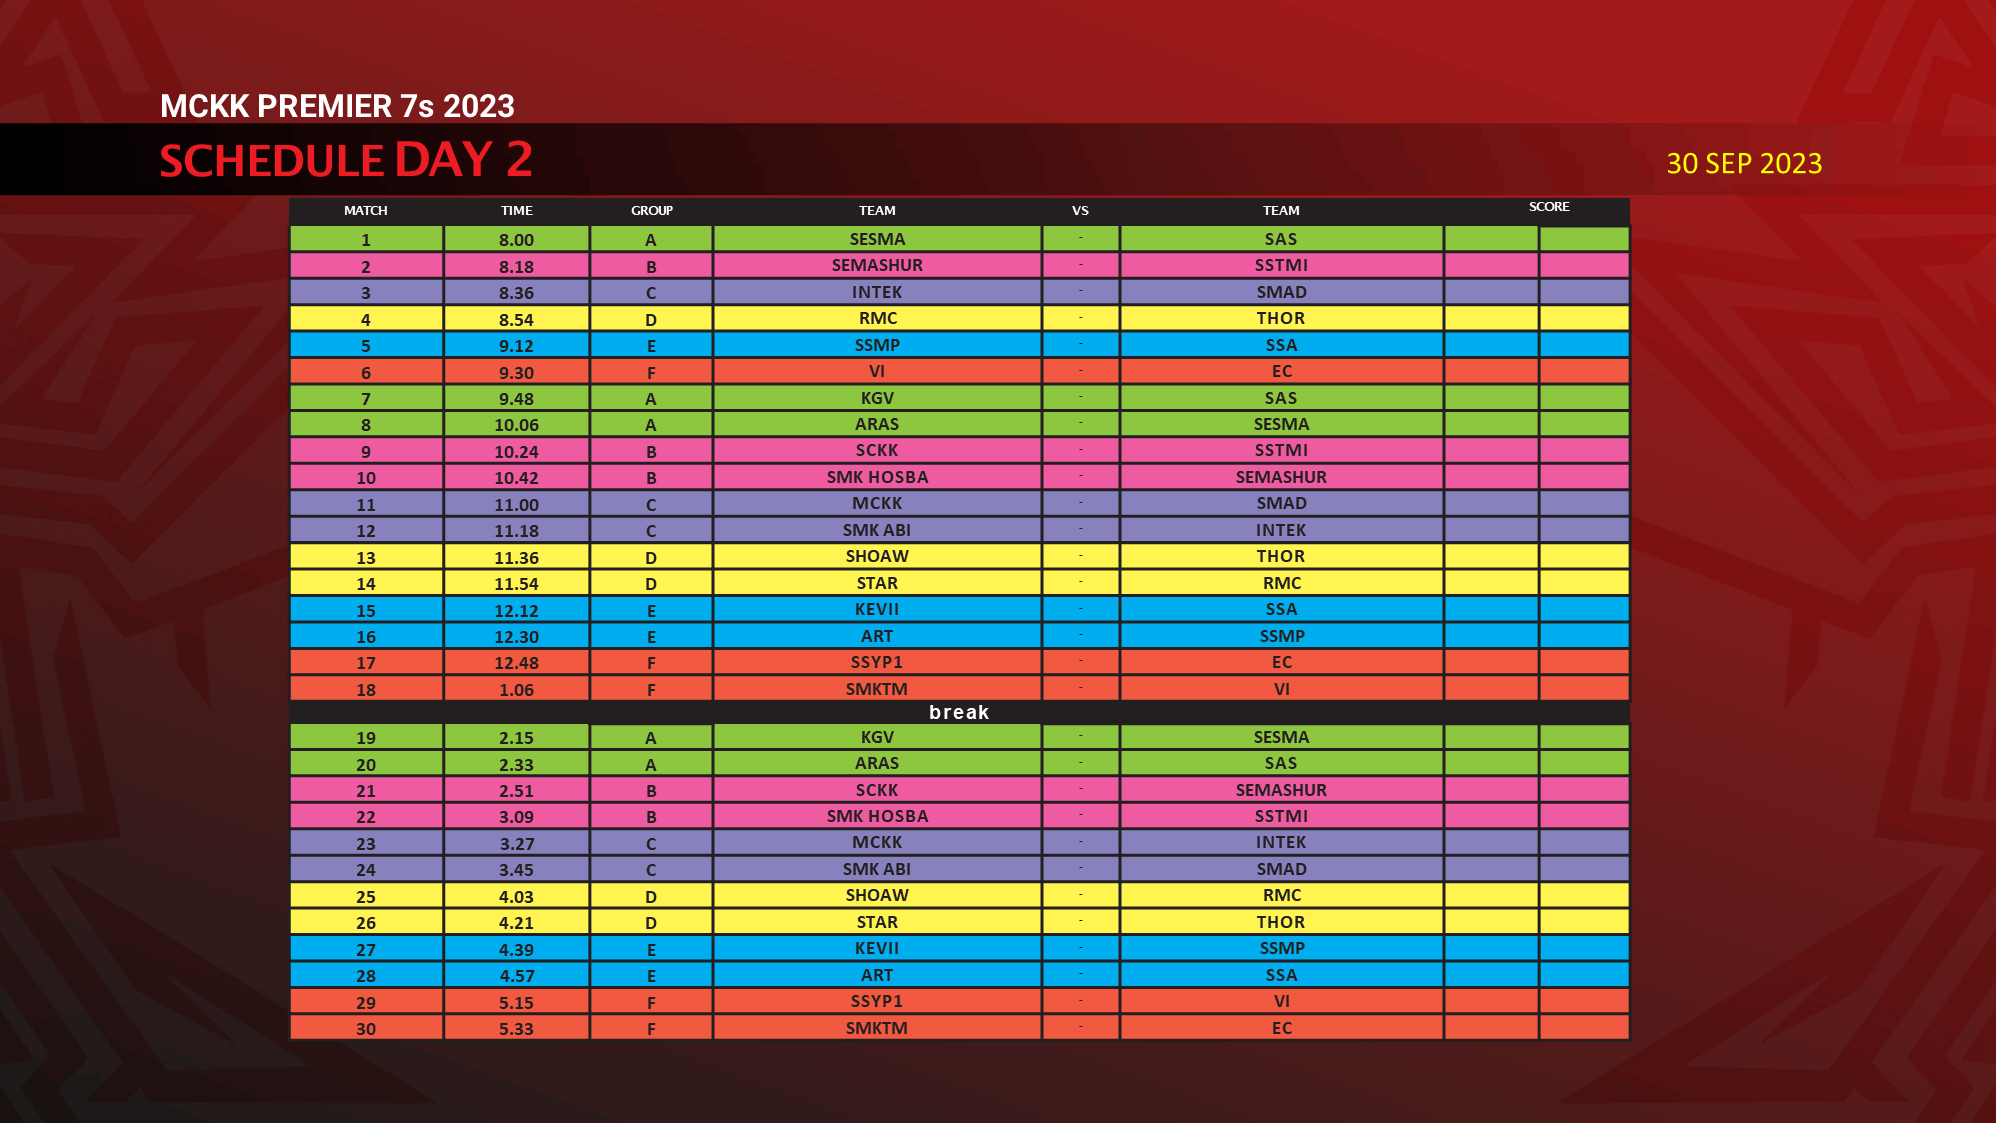 MCKK PREMIER 7s 2023
SCHEDULE DAY 2
30 SEP 2023
MATCH TIME GROUP TEAM VS TEAM SCORE
1 8.00 A SESMA - SAS
2 8.18 B SEMASHUR - SSTMI
3 8.36 C INTEK - SMAD
4 8.54 D RMC - THOR
5 9.12 E SSMP - SSA
6 9.30 F VI - EC
7 9.48 A KGV - SAS
8 10.06 A ARAS - SESMA
9 10.24 B SCKK - SSTMI
10 10.42 B SMK HOSBA - SEMASHUR
11 11.00 C MCKK - SMAD
12 11.18 C SMK ABI - INTEK
13 11.36 D SHOAW - THOR
14 11.54 D STAR - RMC
15 12.12 E KEVII - SSA
16 12.30 E ART - SSMP
17 12.48 F SSYP1 - EC
18 1.06 F SMKTM - VI
break
19 2.15 A KGV - SESMA
20 2.33 A ARAS - SAS
21 2.51 B SCKK - SEMASHUR
22 3.09 B SMK HOSBA - SSTMI
23 3.27 C MCKK - INTEK
24 3.45 C SMK ABI - SMAD
25 4.03 D SHOAW - RMC
26 4.21 D STAR - THOR
27 4.39 E KEVII - SSMP
28 4.57 E ART - SSA
29 5.15 F SSYP1 - VI
30 5.33 F SMKTM - EC